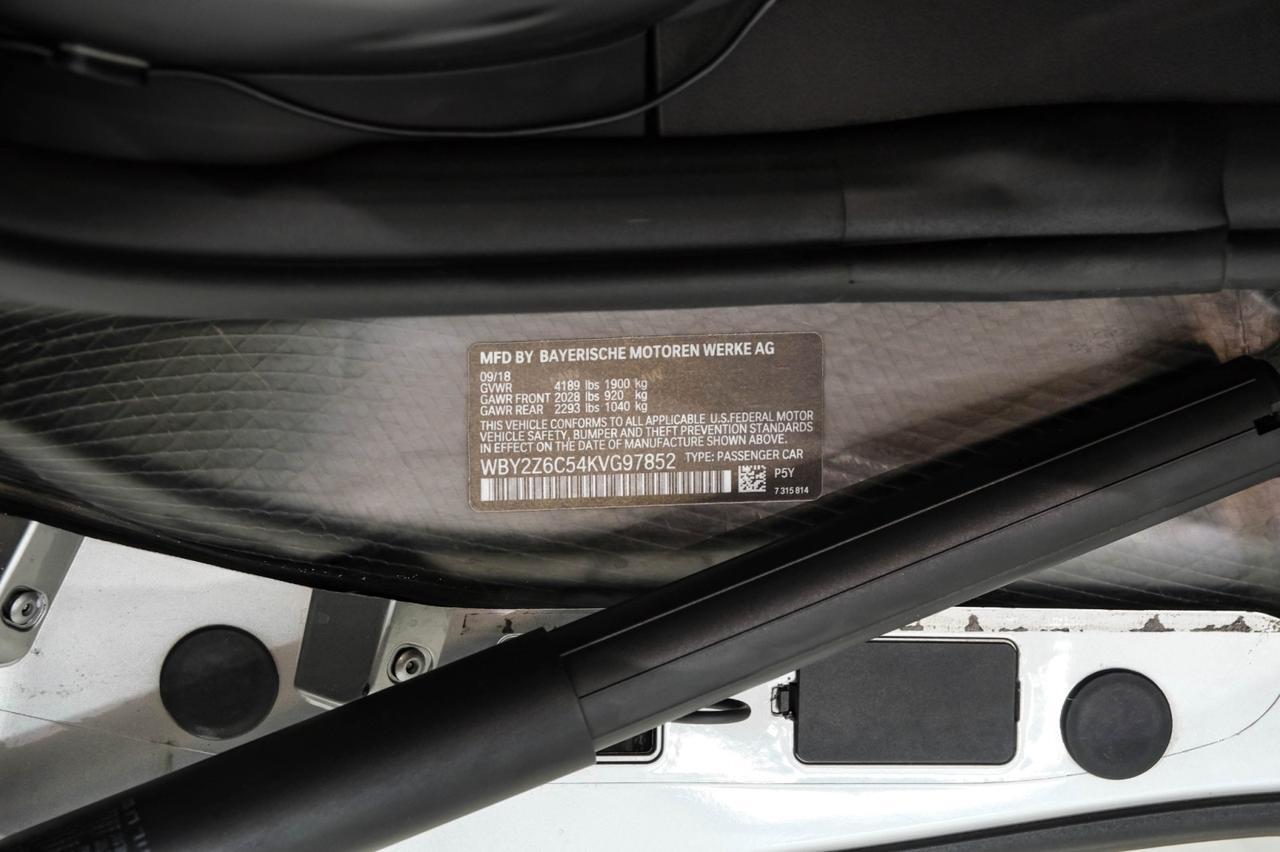 MFD BY BAYERISCHE MOTOREN WERKE AG
09/18
GVWR 4189 lbs 1900 kg
GAWR FRONT 2028 lbs 920 kg
GAWR REAR 2293 lbs 1040 kg
THIS VEHICLE CONFORMS TO ALL APPLICABLE U.S.FEDERAL MOTOR
VEHICLE SAFETY, BUMPER AND THEFT PREVENTION STANDARDS
IN EFFECT ON THE DATE OF MANUFACTURE SHOWN ABOVE.
WBY2Z6C54KVG97852 TYPE: PASSENGER CAR
P5Y
7 315 814